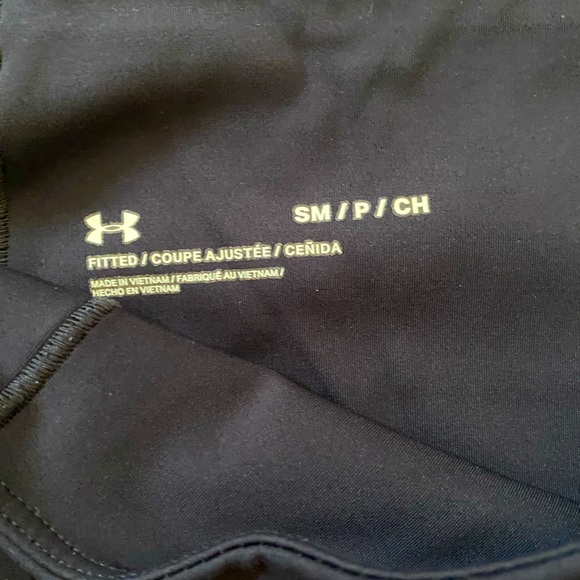 SM / P / CH
FITTED / COUPE AJUSTÉE / CEÑIDA
MADE IN VIETNAM / FABRIQUÉ AU VIETNAM /
HECHO EN VIETNAM